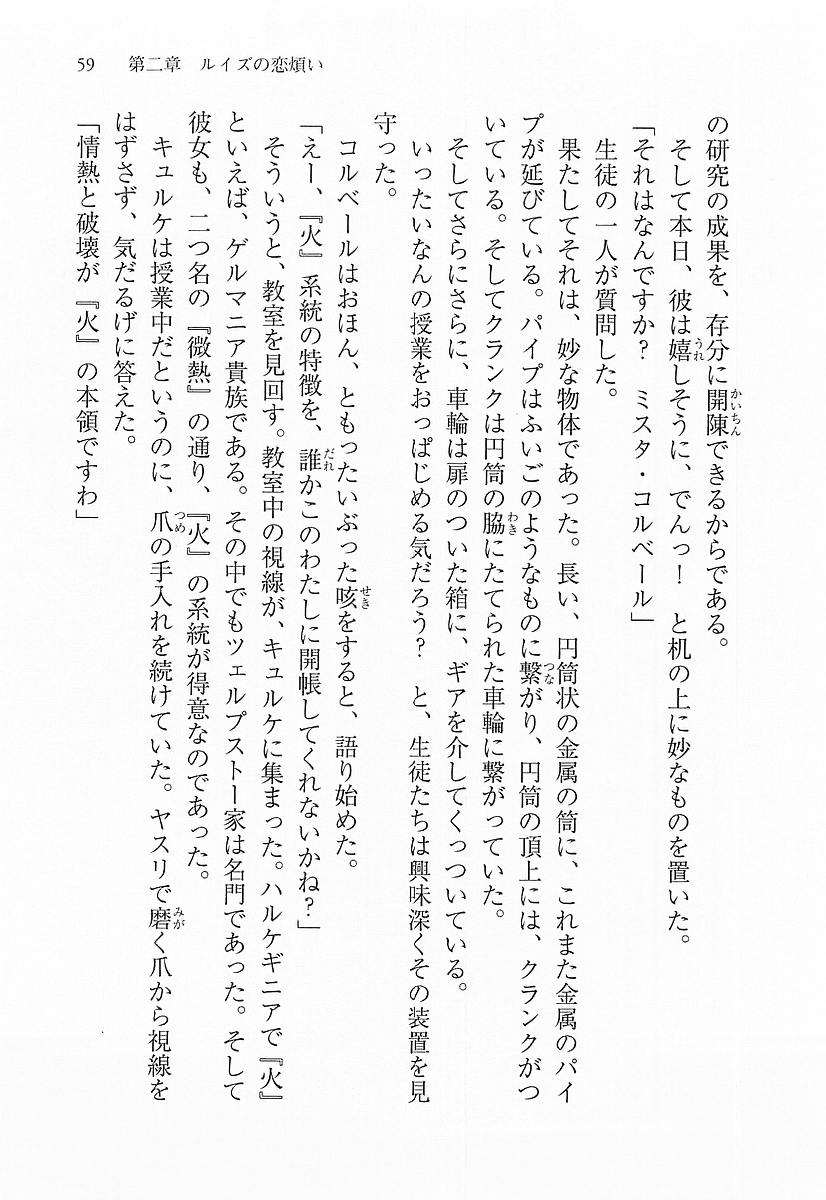 59　第二章　ルイズの恋煩い
の研究の成果を、存分に開陳できるからである。
　そして本日、彼は嬉しそうに、でんっ！　と机の上に妙なものを置いた。
「それはなんですか？　ミスタ・コルベール」
　生徒の一人が質問した。
　果たしてそれは、妙な物体であった。長い、円筒状の金属の筒に、これまた金属のパイ
プが延びている。パイプはふいごのようなものに繋がり、円筒の頂上には、クランクがつ
いている。そしてクランクは円筒の脇にたてられた車輪に繋がっていた。
　そしてさらにさらに、車輪は扉のついた箱に、ギアを介してくっついている。
　いったいなんの授業をおっぱじめる気だろう？　と、生徒たちは興味深くその装置を見
守った。
　コルベールはおほん、ともったいぶった咳をすると、語り始めた。
「えー、『火』系統の特徴を、誰かこのわたしに開帳してくれないかね？」
　そういうと、教室を見回す。教室中の視線が、キュルケに集まった。ハルケギニアで『火』
といえば、ゲルマニア貴族である。その中でもツェルプストー家は名門であった。そして
彼女も、二つ名の『微熱』の通り、『火』の系統が得意なのであった。
　キュルケは授業中だというのに、爪の手入れを続けていた。ヤスリで磨く爪から視線を
はずさず、気だるげに答えた。
「情熱と破壊が『火』の本領ですわ」